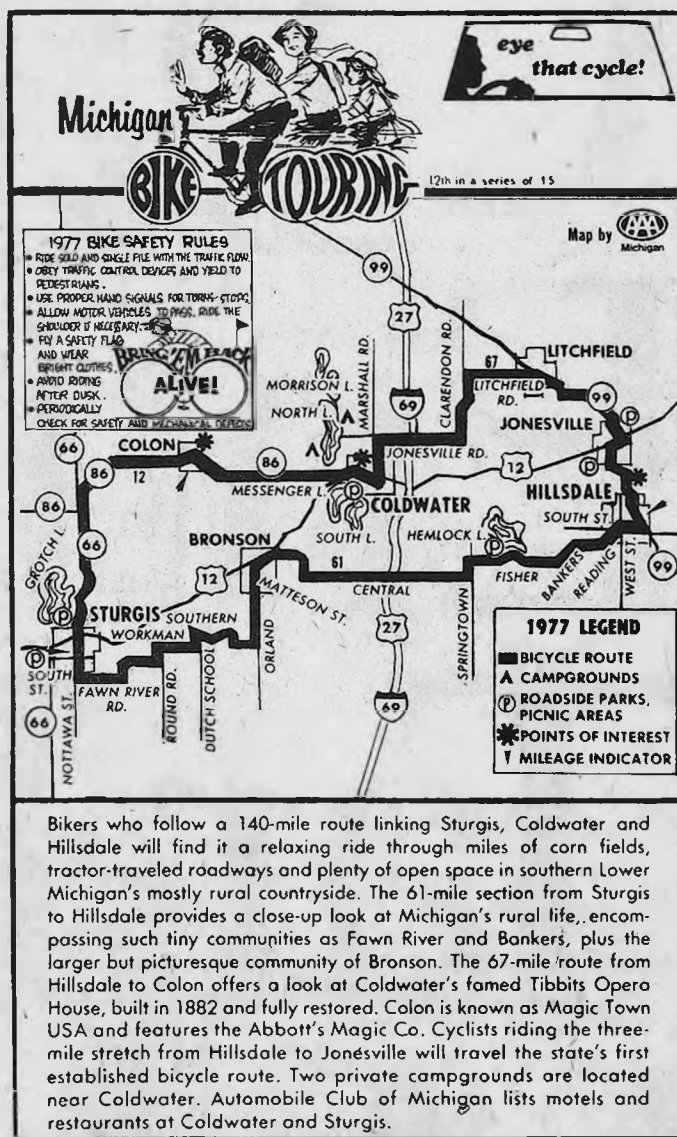 Michigan
BIKE TOURING
eye
that cycle!
12th in a series of 15
Map by AAA
Michigan
1977 BIKE SAFETY RULES
• RIDE SOLO AND SINGLE FILE WITH THE TRAFFIC FLOW.
• OBEY TRAFFIC CONTROL DEVICES AND YIELD TO
PEDESTRIANS.
• USE PROPER HAND SIGNALS FOR TURNS-STOPS.
• ALLOW MOTOR VEHICLES TO PASS. RIDE THE
SHOULDER IF NECESSARY.
• FLY A SAFETY FLAG
AND WEAR
BRIGHT CLOTHES.
• AVOID RIDING
AFTER DUSK.
• PERIODICALLY
CHECK FOR SAFETY AND MECHANICAL DEFECTS
BRING 'EM BACK
ALIVE!
99
27
69
MARSHALL RD.
CLARENDON RD.
67
LITCHFIELD
LITCHFIELD
RD.
99
MORRISON L.
NORTH L.
JONESVILLE
P
P
66
COLON
86
12
86
MESSENGER L.
JONESVILLE RD.
12
P
COLDWATER
SOUTH L.
HILLSDALE
SOUTH ST.
86
66
BRONSON
HEMLOCK L.
P
61
CENTRAL
FISHER
BANKERS
READING
WEST ST.
99
GROTCH L.
12
MATTESON ST.
P
STURGIS
SOUTHERN
WORKMAN
P
SOUTH
ST.
FAWN RIVER
RD.
ROUND RD.
DUTCH SCHOOL
ORLAND
27
69
SPRINGTOWN
66
NOTTAWA ST.
1977 LEGEND
BICYCLE ROUTE
CAMPGROUNDS
P ROADSIDE PARKS,
PICNIC AREAS
POINTS OF INTEREST
MILEAGE INDICATOR
Bikers who follow a 140-mile route linking Sturgis, Coldwater and
Hillsdale will find it a relaxing ride through miles of corn fields,
tractor-traveled roadways and plenty of open space in southern Lower
Michigan's mostly rural countryside. The 61-mile section from Sturgis
to Hillsdale provides a close-up look at Michigan's rural life, encom-
passing such tiny communities as Fawn River and Bankers, plus the
larger but picturesque community of Bronson. The 67-mile route from
Hillsdale to Colon offers a look at Coldwater's famed Tibbits Opera
House, built in 1882 and fully restored. Colon is known as Magic Town
USA and features the Abbott's Magic Co. Cyclists riding the three-
mile stretch from Hillsdale to Jonesville will travel the state's first
established bicycle route. Two private campgrounds are located
near Coldwater. Automobile Club of Michigan lists motels and
restaurants at Coldwater and Sturgis.